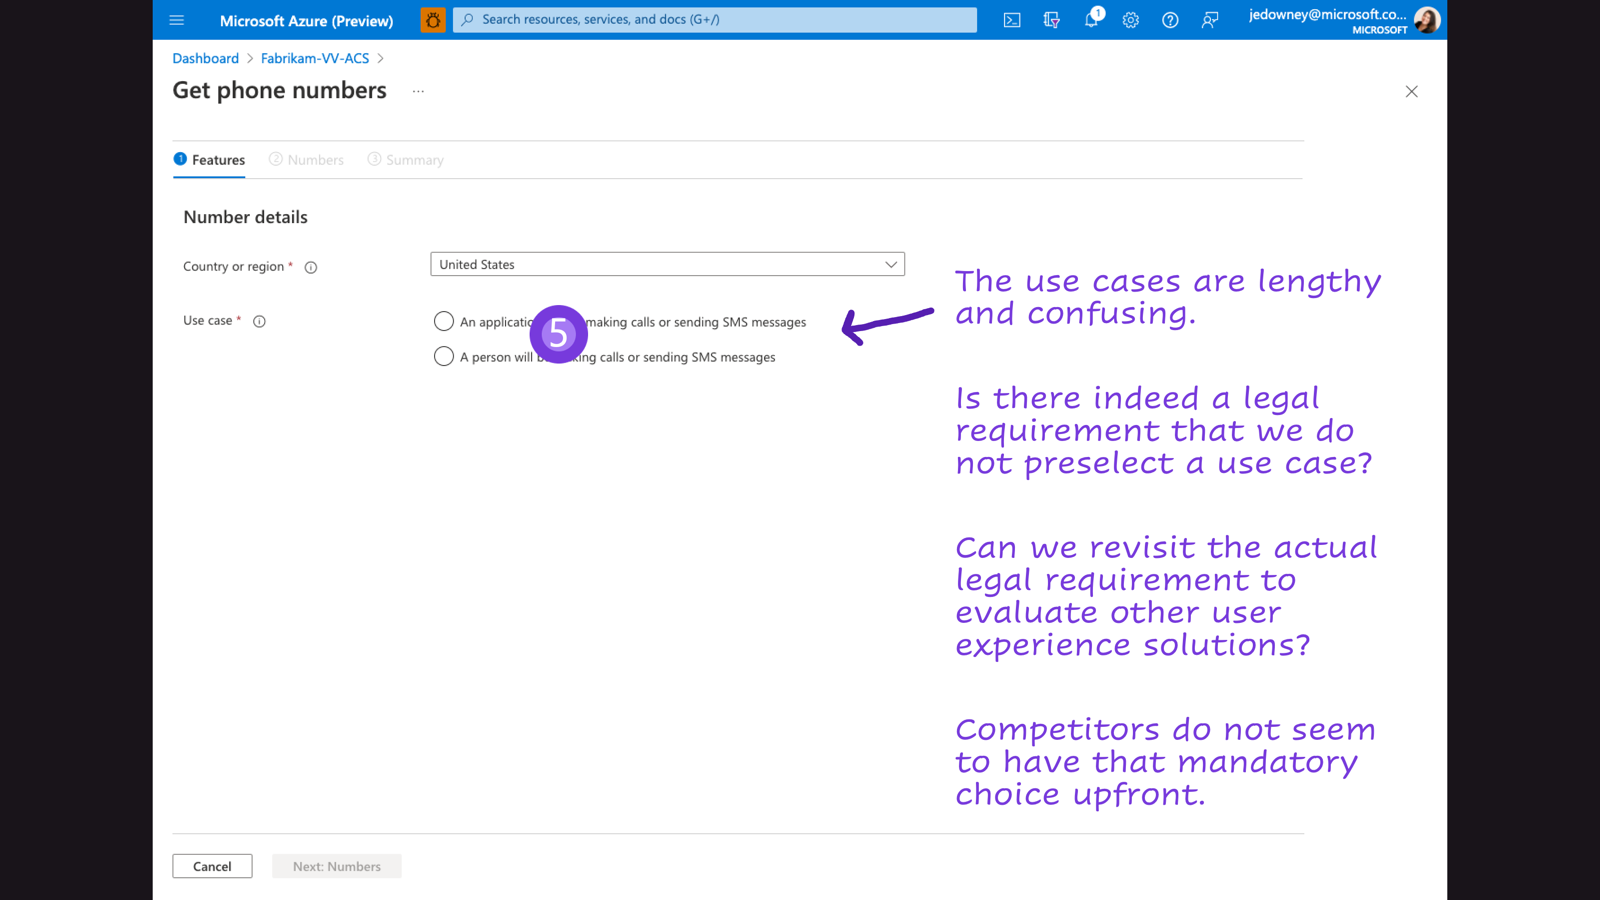 Microsoft Azure (Preview)
Search resources, services, and docs (G+/)
1
jedowney@microsoft.co...
MICROSOFT
Dashboard > Fabrikam-VV-ACS >
Get phone numbers ...
1 Features 2 Numbers 3 Summary
Number details
Country or region * United States
Use case *
An applicatio making calls or sending SMS messages
5
A person will calls or sending SMS messages
The use cases are lengthy
and confusing.
Is there indeed a legal
requirement that we do
not preselect a use case?
Can we revisit the actual
legal requirement to
evaluate other user
experience solutions?
Competitors do not seem
to have that mandatory
choice upfront.
Cancel Next: Numbers